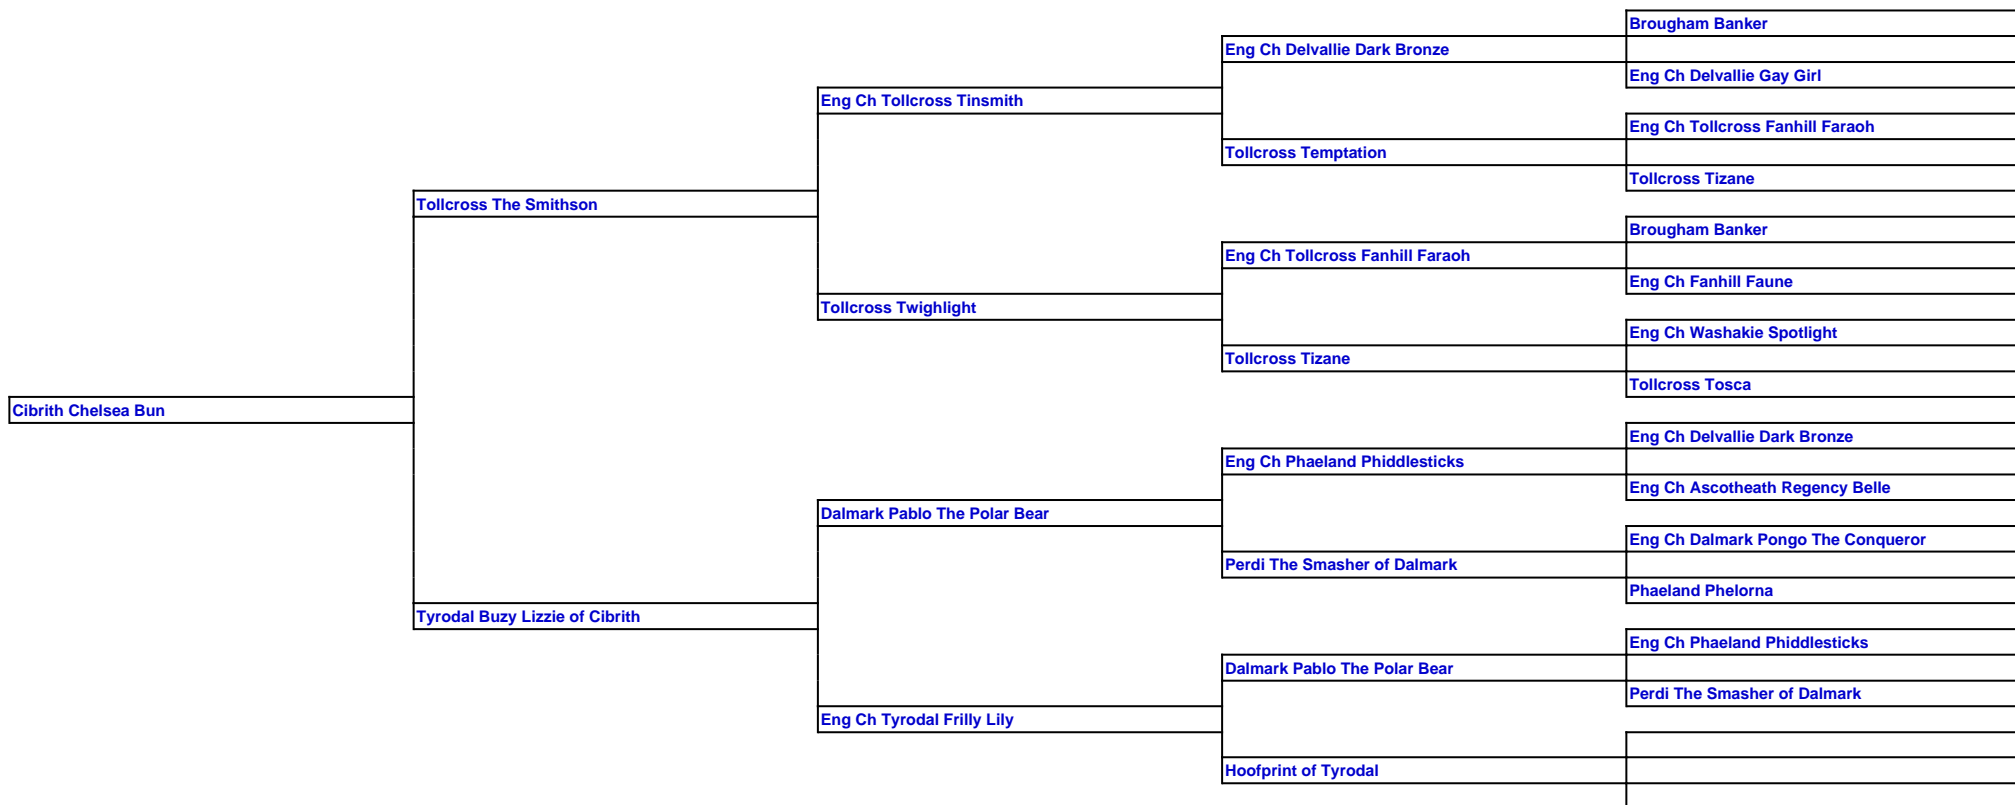 Brougham Banker
Eng Ch Delvallie Dark Bronze
Eng Ch Delvallie Gay Girl
Eng Ch Tollcross Tinsmith
Eng Ch Tollcross Fanhill Faraoh
Tollcross Temptation
Tollcross Tizane
Tollcross The Smithson
Brougham Banker
Eng Ch Tollcross Fanhill Faraoh
Eng Ch Fanhill Faune
Tollcross Twighlight
Eng Ch Washakie Spotlight
Tollcross Tizane
Tollcross Tosca
Cibrith Chelsea Bun
Eng Ch Delvallie Dark Bronze
Eng Ch Phaeland Phiddlesticks
Eng Ch Ascotheath Regency Belle
Dalmark Pablo The Polar Bear
Eng Ch Dalmark Pongo The Conqueror
Perdi The Smasher of Dalmark
Phaeland Phelorna
Tyrodal Buzy Lizzie of Cibrith
Eng Ch Phaeland Phiddlesticks
Dalmark Pablo The Polar Bear
Perdi The Smasher of Dalmark
Eng Ch Tyrodal Frilly Lily
Hoofprint of Tyrodal